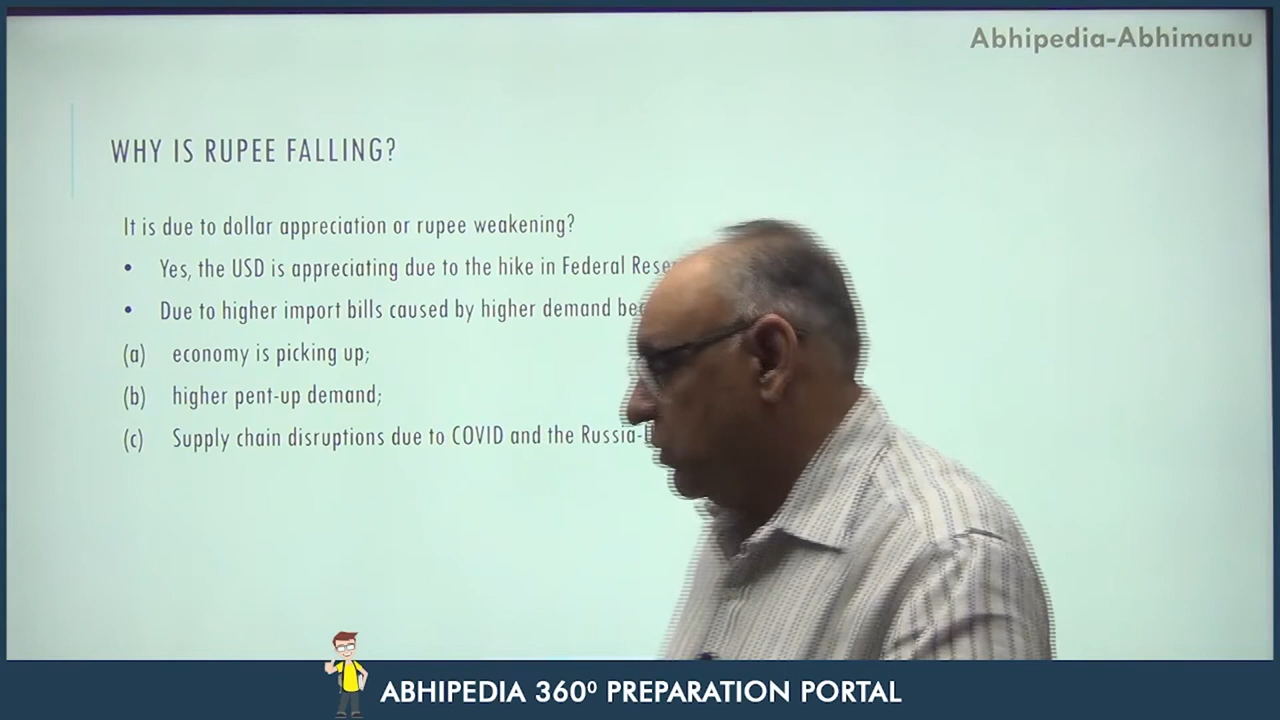 Abhipedia-Abhimanu
WHY IS RUPEE FALLING?
It is due to dollar appreciation or rupee weakening?
• Yes, the USD is appreciating due to the hike in Federal
• Due to higher import bills caused by higher demand
(a) economy is picking up;
(b) higher pent-up demand;
(c) Supply chain disruptions due to COVID and the Russia-
ABHIPEDIA 360⁰ PREPARATION PORTAL